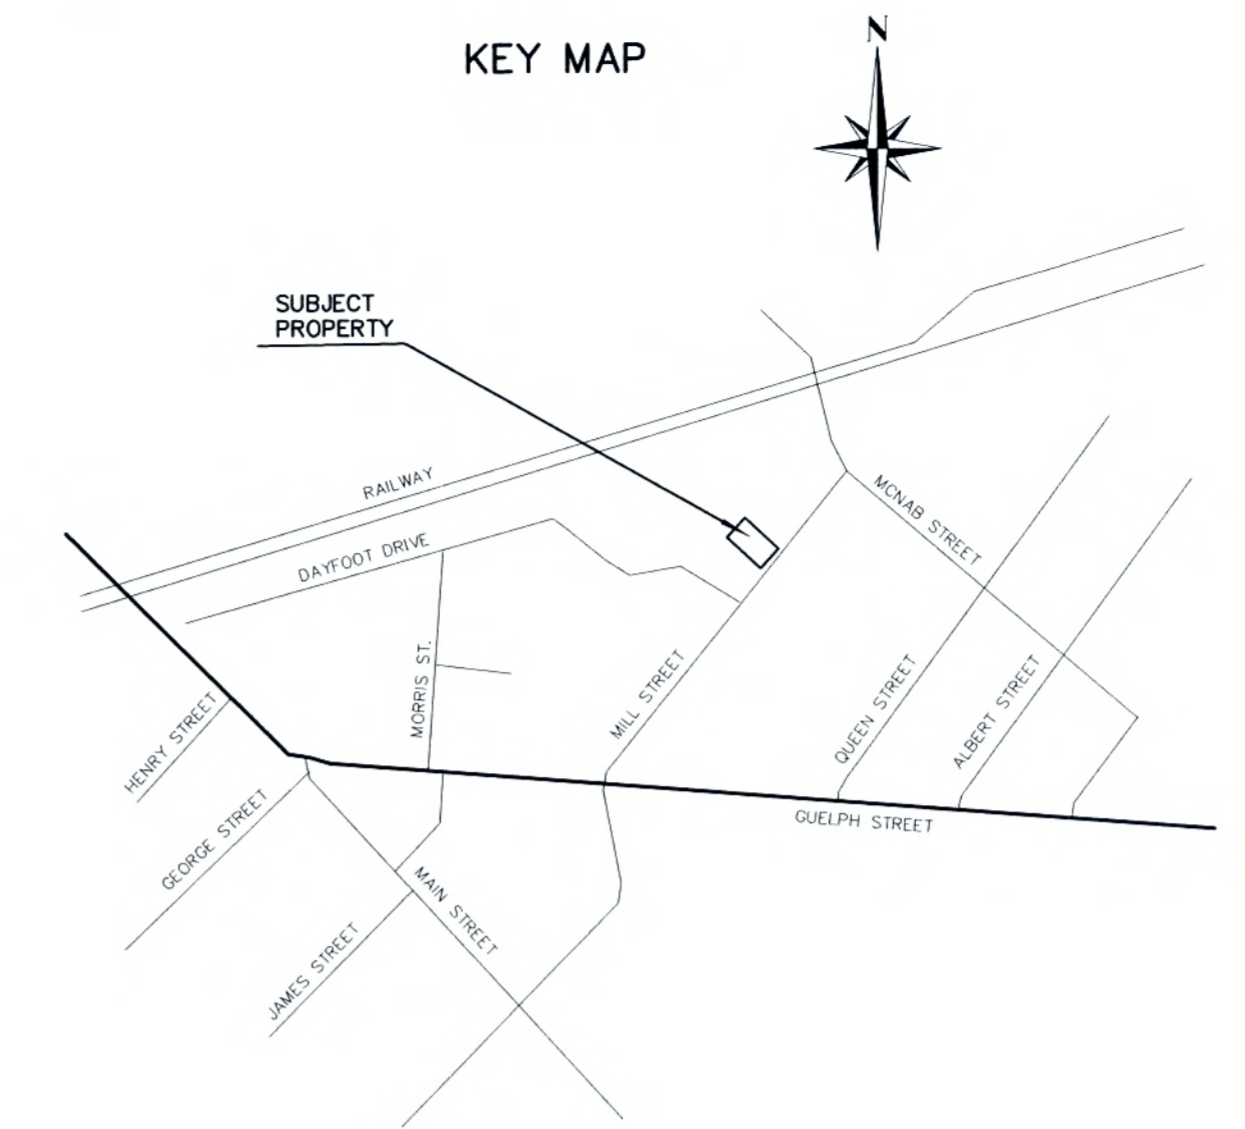 N
KEY MAP
SUBJECT
PROPERTY
RAILWAY
MCNAB STREET
DAYFOOT DRIVE
MORRIS ST.
MILL STREET
QUEEN STREET
ALBERT STREET
HENRY STREET
GEORGE STREET
GUELPH STREET
MAIN STREET
JAMES STREET